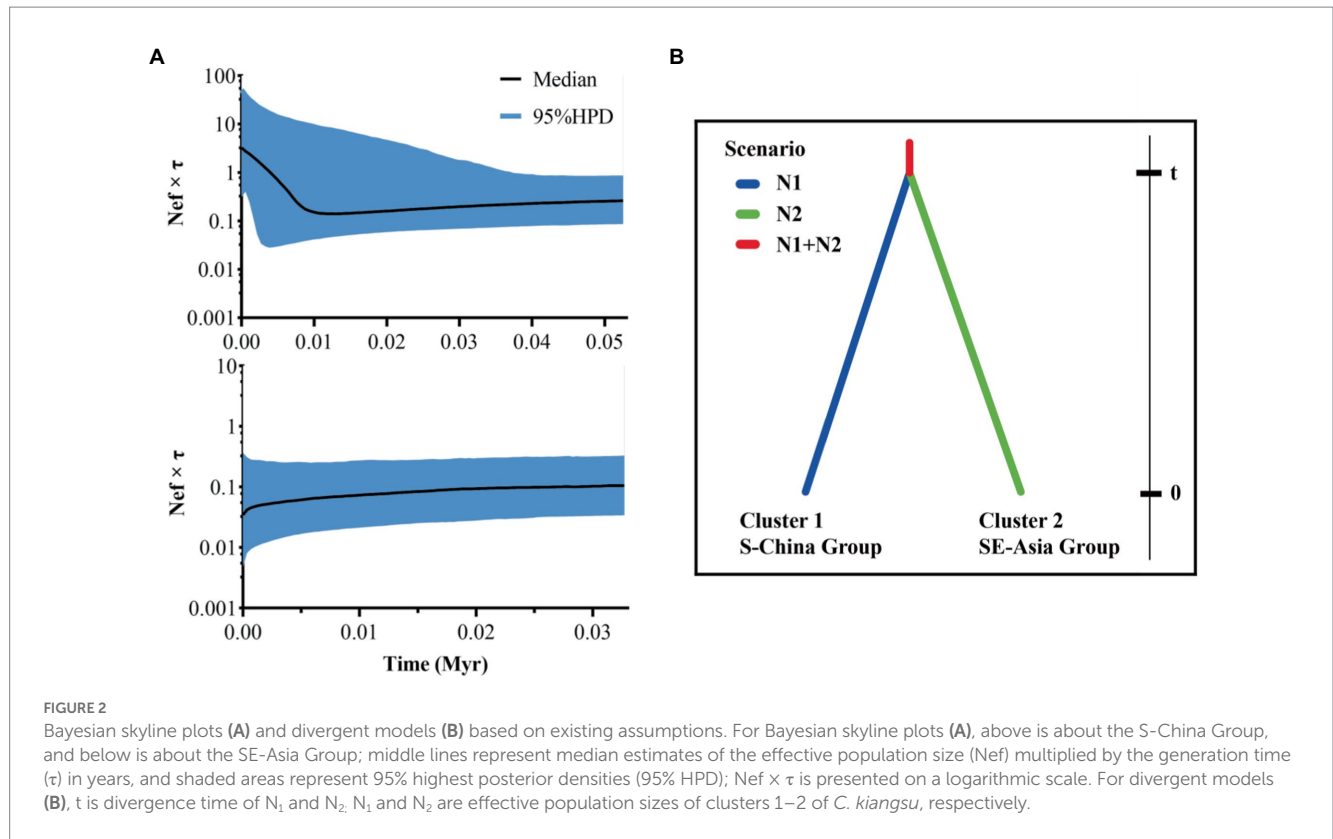 A
Median
95%HPD
Nef × τ
100
10
1
0.1
0.01
0.001
0.00 0.01 0.02 0.03 0.04 0.05
Nef × τ
10
1
0.1
0.01
0.001
0.00 0.01 0.02 0.03
Time (Myr)
B
Scenario
N1
N2
N1+N2
t
0
Cluster 1
S-China Group
Cluster 2
SE-Asia Group
FIGURE 2
Bayesian skyline plots (A) and divergent models (B) based on existing assumptions. For Bayesian skyline plots (A), above is about the S-China Group,
and below is about the SE-Asia Group; middle lines represent median estimates of the effective population size (Nef) multiplied by the generation time
(τ) in years, and shaded areas represent 95% highest posterior densities (95% HPD); Nef × τ is presented on a logarithmic scale. For divergent models
(B), t is divergence time of N₁ and N₂; N₁ and N₂ are effective population sizes of clusters 1–2 of C. kiangsu, respectively.